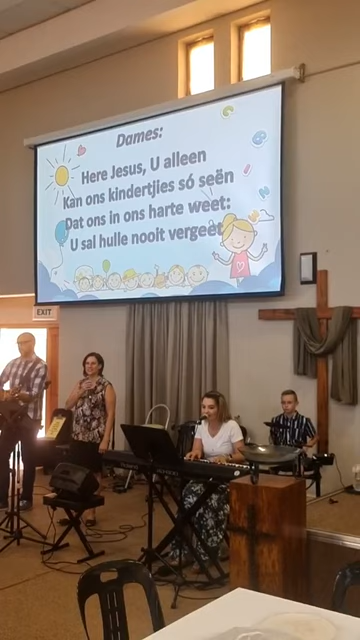 Dames:
Here Jesus, U alleen
Kan ons kindertjies só seën
Dat ons in ons harte weet:
U sal hulle nooit vergeet
EXIT